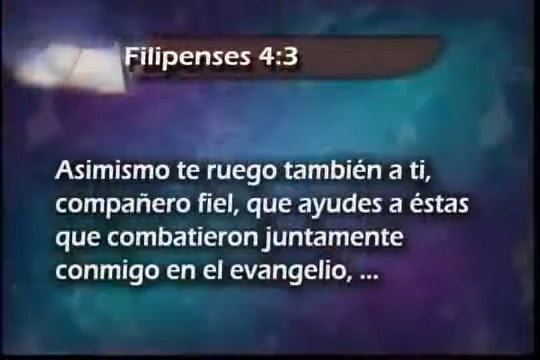 Filipenses 4:3
Asimismo te ruego también a ti,
compañero fiel, que ayudes a éstas
que combatieron juntamente
conmigo en el evangelio, ...